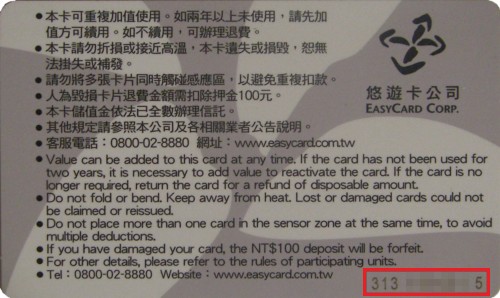 ●本卡可重複加值使用。如兩年以上未使用，請先加
值方可續用。如不續用，可辦理退費。
●本卡請勿折損或接近高溫，本卡遺失或損毀，恕無
法掛失或補發。
●請勿將多張卡片同時觸碰感應區，以避免重複扣款。
●人為毀損卡片退費金額需扣除押金100元。
●本卡儲值金依法已全數辦理信託。
●其他規定請參照本公司及各相關業者公告說明。
●客服電話：0800-02-8880 網址：www.easycard.com.tw
悠遊卡公司
EASYCARD CORP.
●Value can be added to this card at any time. If the card has not been used for
two years, it is necessary to add value to reactivate the card. If the card is no
longer required, return the card for a refund of disposable amount.
●Do not fold or bend. Keep away from heat. Lost or damaged cards could not
be claimed or reissued.
●Do not place more than one card in the sensor zone at the same time, to avoid
multiple deductions.
●If you have damaged your card, the NT$100 deposit will be forfeit.
●For other details, please refer to the rules of participating units.
●Tel：0800-02-8880 Website：www.easycard.com.tw
313 5